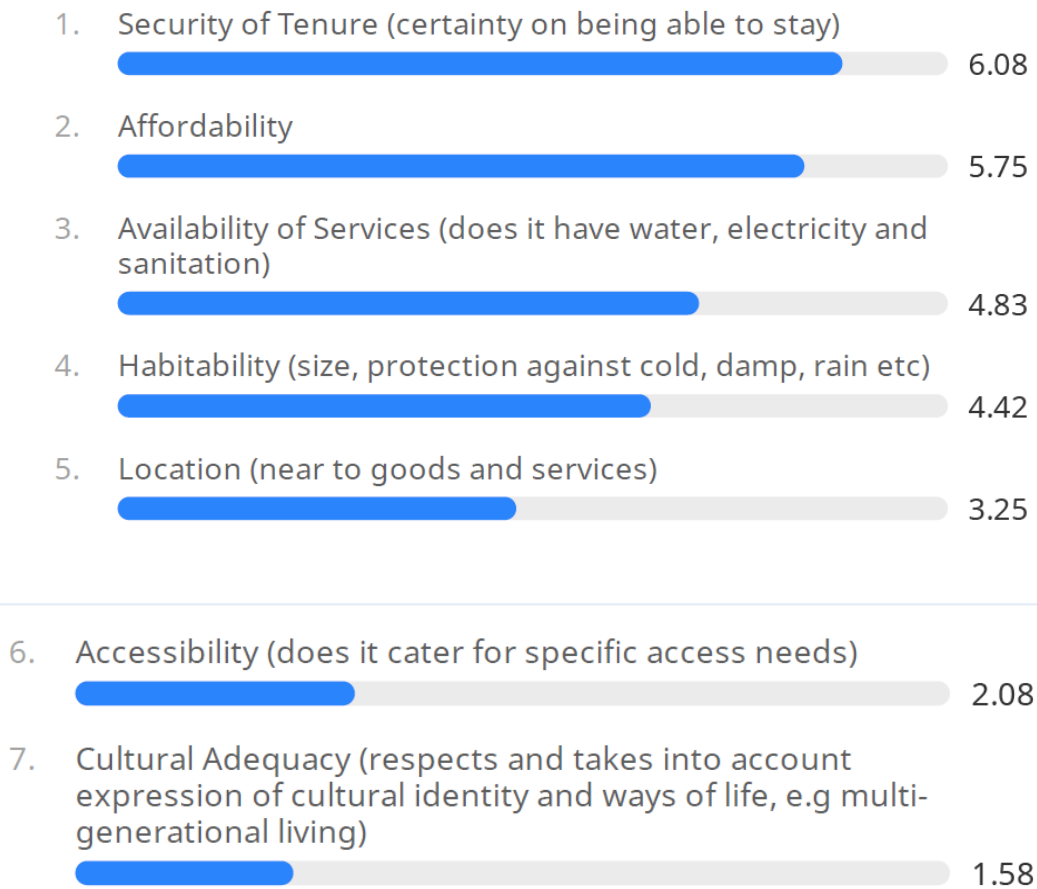 1. Security of Tenure (certainty on being able to stay)
6.08
2. Affordability
5.75
3. Availability of Services (does it have water, electricity and
sanitation)
4.83
4. Habitability (size, protection against cold, damp, rain etc)
4.42
5. Location (near to goods and services)
3.25
6. Accessibility (does it cater for specific access needs)
2.08
7. Cultural Adequacy (respects and takes into account
expression of cultural identity and ways of life, e.g multi-
generational living)
1.58